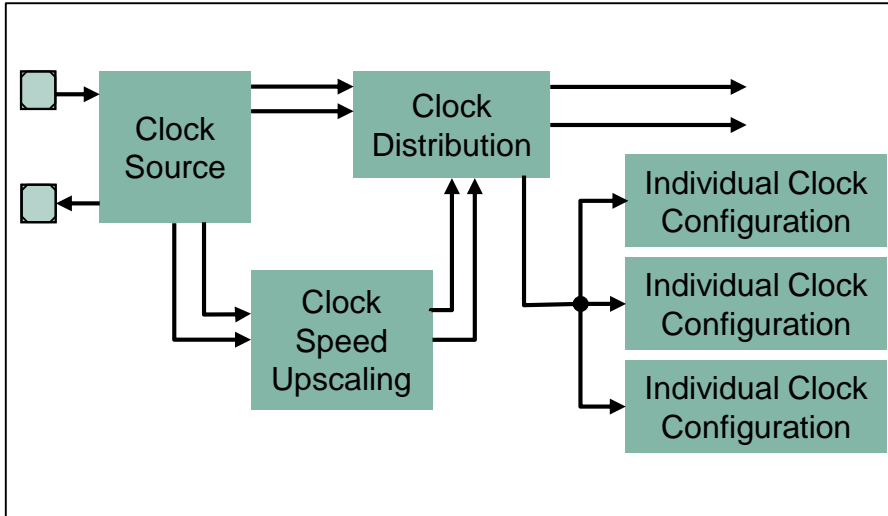 Clock
Source
Clock
Distribution
Clock
Speed
Upscaling
Individual Clock
Configuration
Individual Clock
Configuration
Individual Clock
Configuration